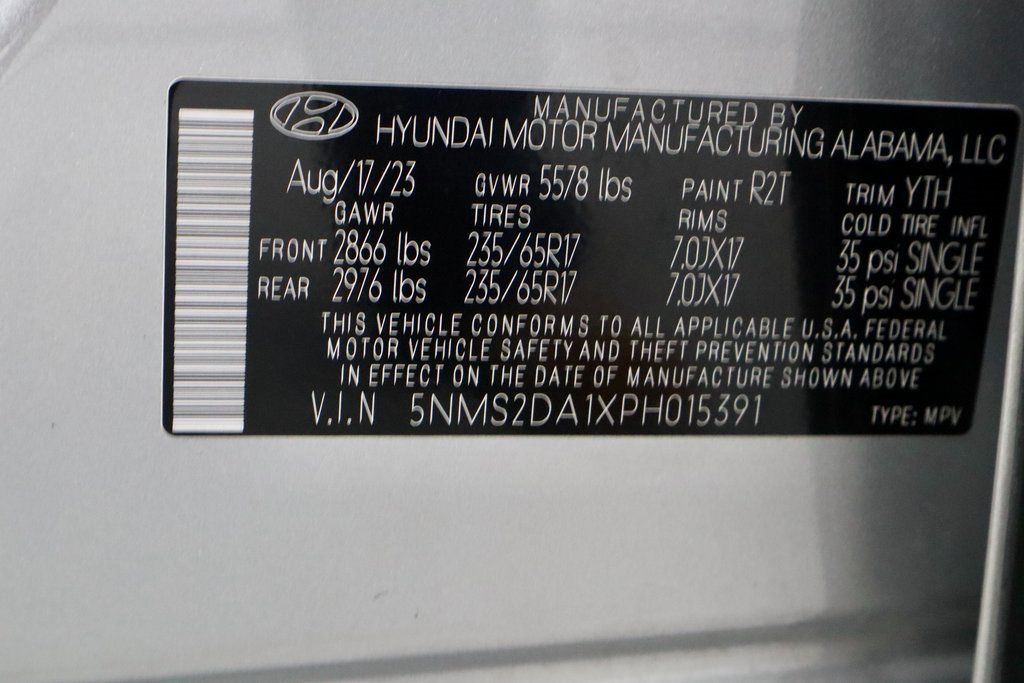 MANUFACTURED BY
HYUNDAI MOTOR MANUFACTURING ALABAMA, LLC
Aug/17/23 GVWR 5578 lbs PAINT R2T TRIM YTH
GAWR TIRES RIMS COLD TIRE INFL
FRONT 2866 lbs 235/65R17 7.0JX17 35 psi SINGLE
REAR 2976 lbs 235/65R17 7.0JX17 35 psi SINGLE
THIS VEHICLE CONFORMS TO ALL APPLICABLE U.S.A. FEDERAL
MOTOR VEHICLE SAFETY AND THEFT PREVENTION STANDARDS
IN EFFECT ON THE DATE OF MANUFACTURE SHOWN ABOVE
V.I.N 5NMS2DA1XPH015391 TYPE: MPV